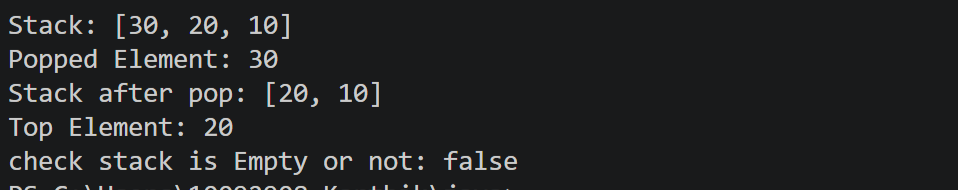 Stack: [30, 20, 10]
Popped Element: 30
Stack after pop: [20, 10]
Top Element: 20
check stack is Empty or not: false